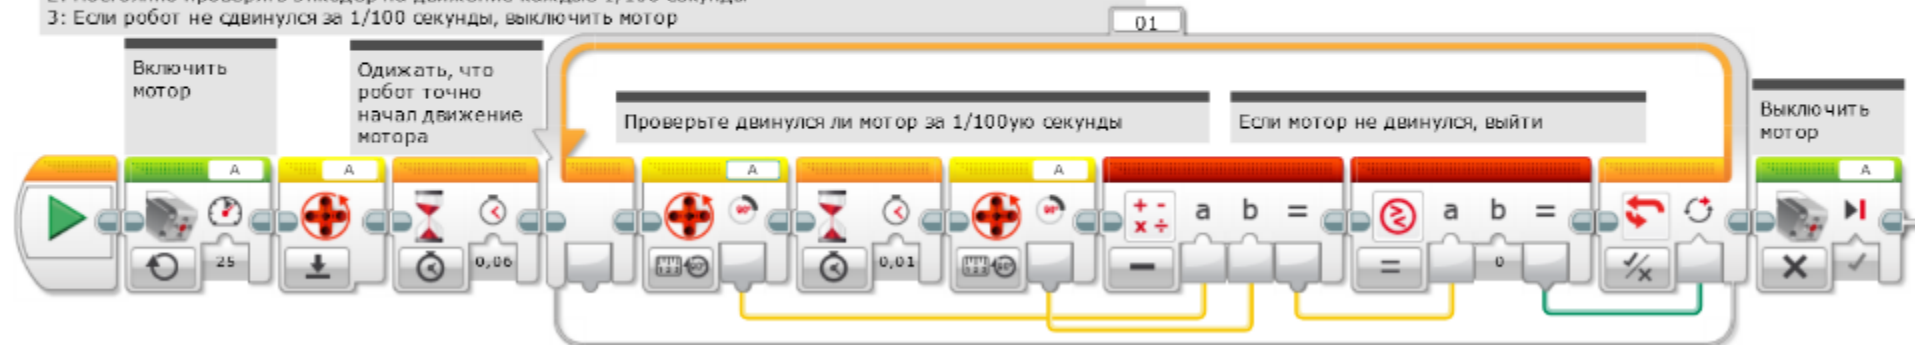 3: Если робот не сдвинулся за 1/100 секунды, выключить мотор
01
Включить
мотор
Одижать, что
робот точно
начал движение
мотора
Проверьте двинулся ли мотор за 1/100ую секунды
Если мотор не двинулся, выйти
Выключить
мотор
A
A
A
A
A
a b =
a b =
25
0,06
0,01
0